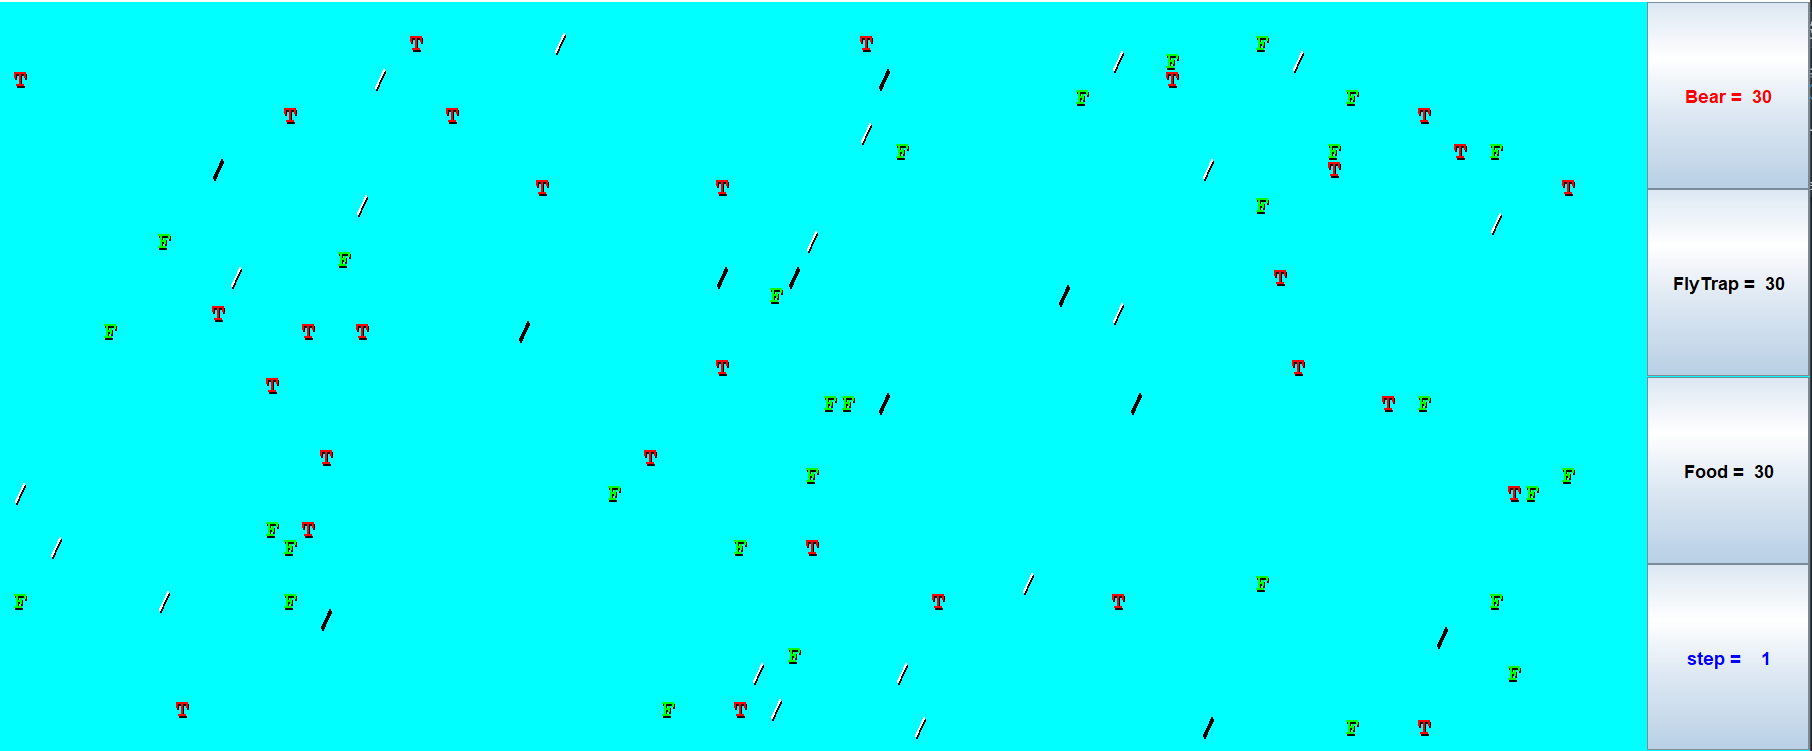 T / T F
/ F /
T / / T
F F
T T T
/
F F T F
/ / T
T T T
/ F
/
F /
F
/ / / T
F /
T /
F T T /
T T
T
F F / / T F
T T
F F
/ F T F
F T
/ F F T
/ F
F / F T T F
/
/
F
/ / F
T F T /
/ / F T
Bear = 30
FlyTrap = 30
Food = 30
step = 1